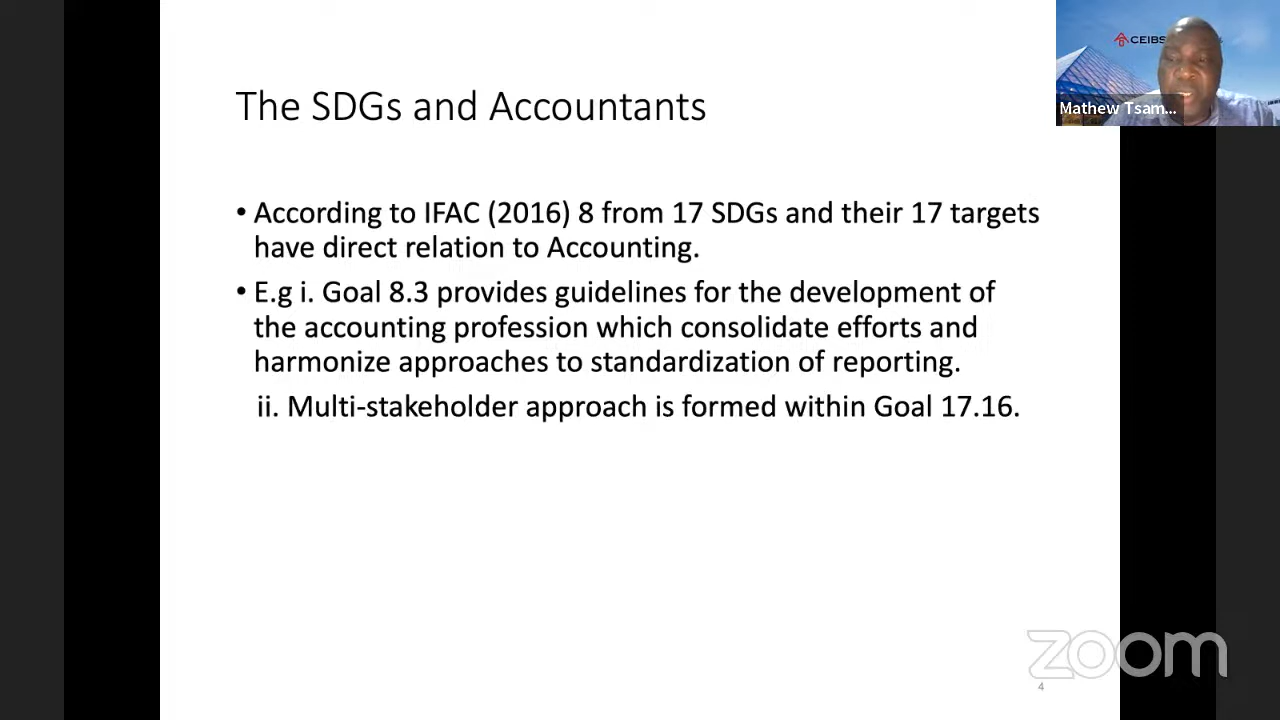 CEIBS
Mathew Tsam...
The SDGs and Accountants
• According to IFAC (2016) 8 from 17 SDGs and their 17 targets
have direct relation to Accounting.
• E.g i. Goal 8.3 provides guidelines for the development of
the accounting profession which consolidate efforts and
harmonize approaches to standardization of reporting.
ii. Multi-stakeholder approach is formed within Goal 17.16.
zoom
4